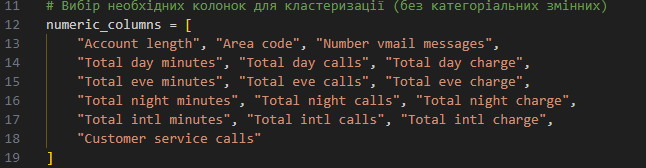 11 # Вибір необхідних колонок для кластеризації (без категоріальних змінних)
12 numeric_columns = [
13 "Account length", "Area code", "Number vmail messages",
14 "Total day minutes", "Total day calls", "Total day charge",
15 "Total eve minutes", "Total eve calls", "Total eve charge",
16 "Total night minutes", "Total night calls", "Total night charge",
17 "Total intl minutes", "Total intl calls", "Total intl charge",
18 "Customer service calls"
19 ]